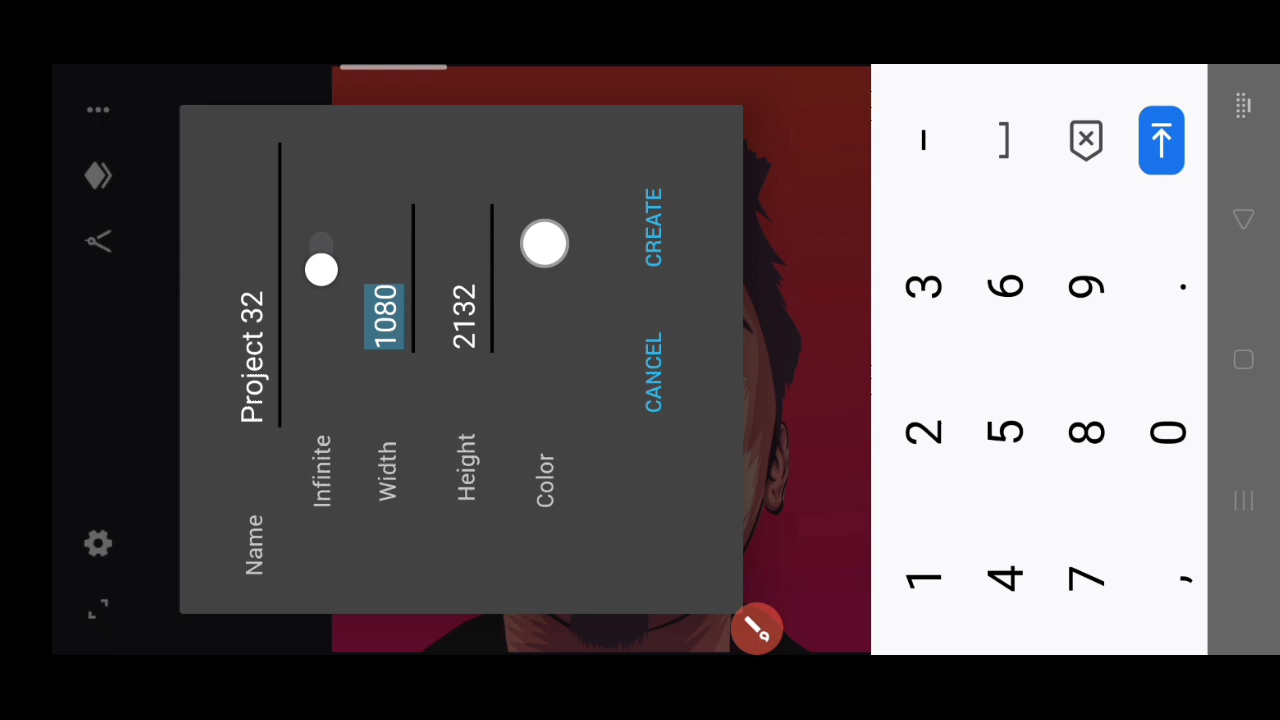 Name Project 32
Infinite
Width 1080
Height 2132
Color
CANCEL CREATE
1 2 3 -
4 5 6 ]
7 8 9
, 0 .